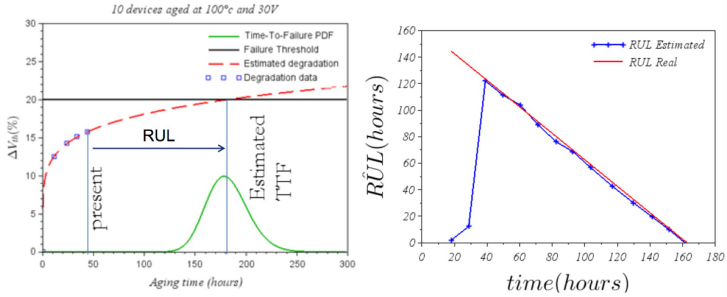 10 devices aged at 100°c and 30V
Time-To-Failure PDF
Failure Threshold
Estimated degradation
Degradation data
30
25
20
15
10
5
0
ΔVth(%)
RUL
present
Estimated
TTF
0 50 100 150 200 250 300
Aging time (hours)
RUL Estimated
RUL Real
160
140
120
100
80
60
40
20
0
RÛL(hours)
0 20 40 60 80 100 120 140 160 180
time(hours)